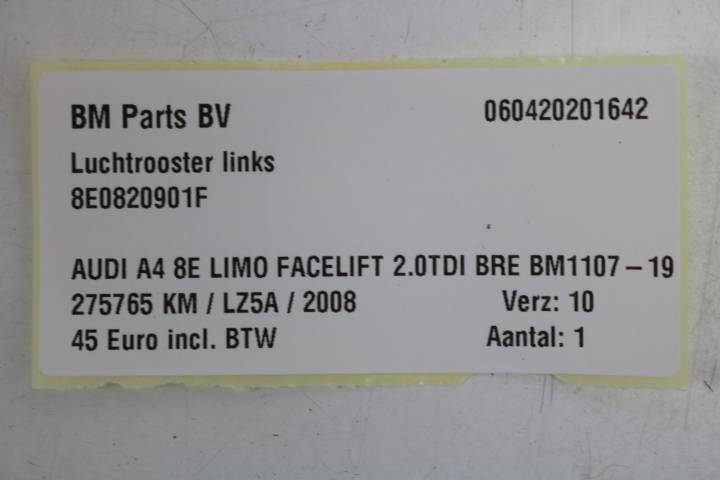 BM Parts BV 060420201642
Luchtrooster links
8E0820901F
AUDI A4 8E LIMO FACELIFT 2.0TDI BRE BM1107-19
275765 KM / LZ5A / 2008 Verz: 10
45 Euro incl. BTW Aantal: 1